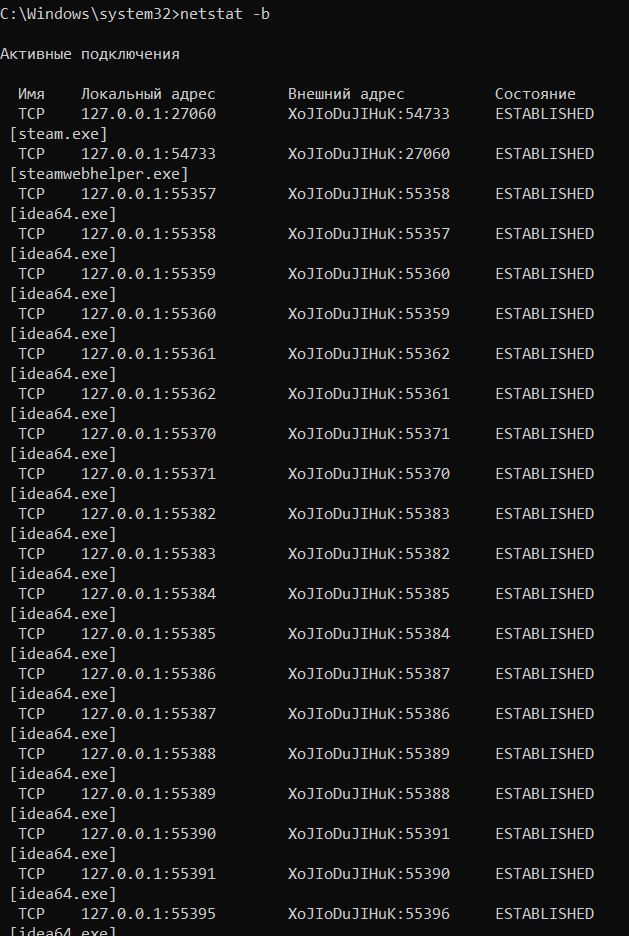 C:\Windows\system32>netstat -b
Активные подключения
Имя Локальный адрес Внешний адрес Состояние
TCP 127.0.0.1:27060 XoJIoDuJIHuK:54733 ESTABLISHED
[steam.exe]
TCP 127.0.0.1:54733 XoJIoDuJIHuK:27060 ESTABLISHED
[steamwebhelper.exe]
TCP 127.0.0.1:55357 XoJIoDuJIHuK:55358 ESTABLISHED
[idea64.exe]
TCP 127.0.0.1:55358 XoJIoDuJIHuK:55357 ESTABLISHED
[idea64.exe]
TCP 127.0.0.1:55359 XoJIoDuJIHuK:55360 ESTABLISHED
[idea64.exe]
TCP 127.0.0.1:55360 XoJIoDuJIHuK:55359 ESTABLISHED
[idea64.exe]
TCP 127.0.0.1:55361 XoJIoDuJIHuK:55362 ESTABLISHED
[idea64.exe]
TCP 127.0.0.1:55362 XoJIoDuJIHuK:55361 ESTABLISHED
[idea64.exe]
TCP 127.0.0.1:55370 XoJIoDuJIHuK:55371 ESTABLISHED
[idea64.exe]
TCP 127.0.0.1:55371 XoJIoDuJIHuK:55370 ESTABLISHED
[idea64.exe]
TCP 127.0.0.1:55382 XoJIoDuJIHuK:55383 ESTABLISHED
[idea64.exe]
TCP 127.0.0.1:55383 XoJIoDuJIHuK:55382 ESTABLISHED
[idea64.exe]
TCP 127.0.0.1:55384 XoJIoDuJIHuK:55385 ESTABLISHED
[idea64.exe]
TCP 127.0.0.1:55385 XoJIoDuJIHuK:55384 ESTABLISHED
[idea64.exe]
TCP 127.0.0.1:55386 XoJIoDuJIHuK:55387 ESTABLISHED
[idea64.exe]
TCP 127.0.0.1:55387 XoJIoDuJIHuK:55386 ESTABLISHED
[idea64.exe]
TCP 127.0.0.1:55388 XoJIoDuJIHuK:55389 ESTABLISHED
[idea64.exe]
TCP 127.0.0.1:55389 XoJIoDuJIHuK:55388 ESTABLISHED
[idea64.exe]
TCP 127.0.0.1:55390 XoJIoDuJIHuK:55391 ESTABLISHED
[idea64.exe]
TCP 127.0.0.1:55391 XoJIoDuJIHuK:55390 ESTABLISHED
[idea64.exe]
TCP 127.0.0.1:55395 XoJIoDuJIHuK:55396 ESTABLISHED
[idea64.exe]